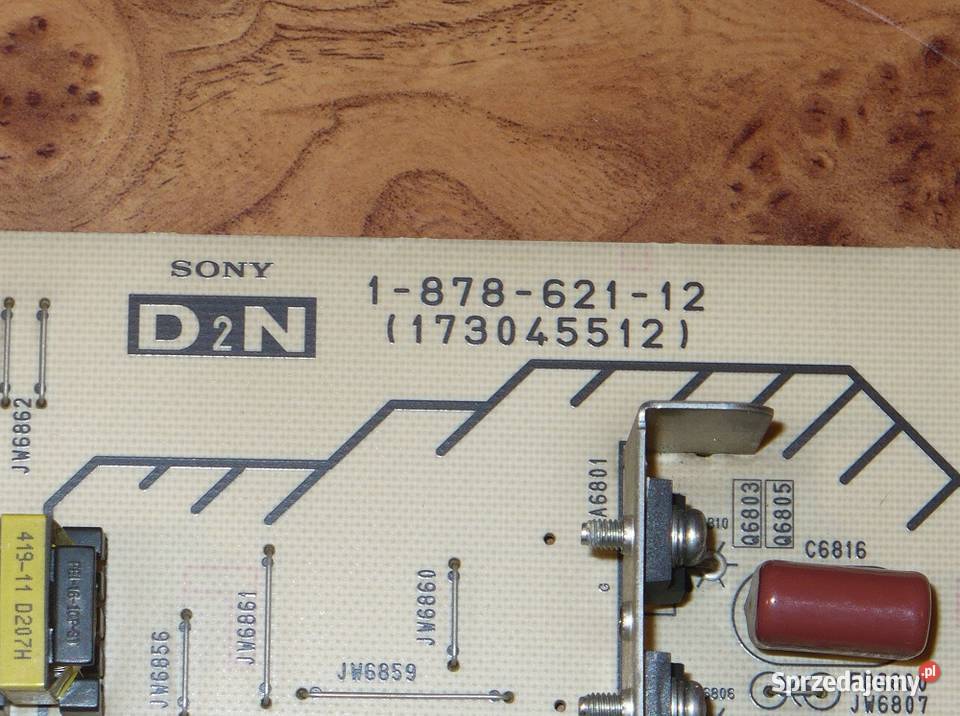 SONY
D2N
1-878-621-12
(173045512)
JW6862
A6801
Q6803
Q6805
C6816
419-11 D207H
G
JW6856
JW6861
JW6860
JW6859
JW6807
Sprzedajemy.pl